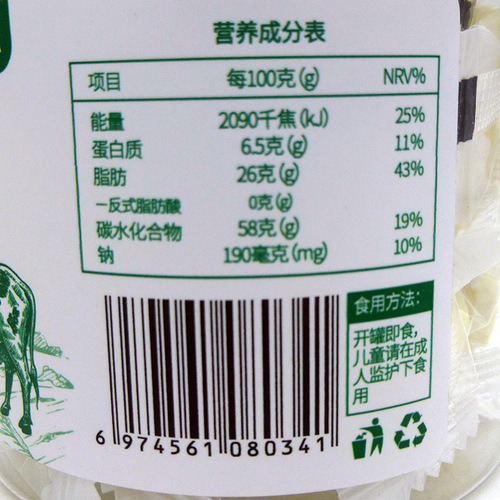 营养成分表
项目 每100克(g) NRV%
能量 2090千焦(kJ) 25%
蛋白质 6.5克(g) 11%
脂肪 26克(g) 43%
一反式脂肪酸 0克(g)
碳水化合物 58克(g) 19%
钠 190毫克(mg) 10%
食用方法:
开罐即食,
儿童请在成
人监护下食
用
6 974561 080341